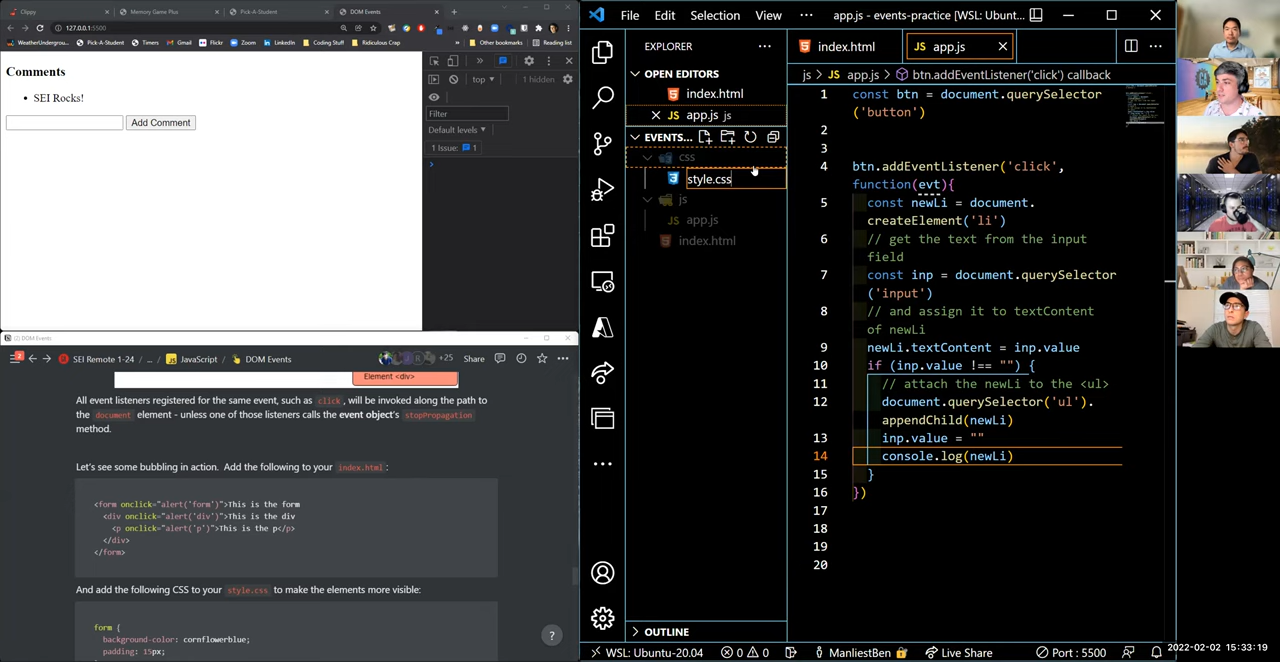 Clippy
Memory Game Plus
Pick-A-Student
DOM Events
127.0.0.1:5500
WeatherUndergroun...
Pick-A-Student
Timers
Gmail
Flickr
Zoom
LinkedIn
Coding Stuff
Ridiculous Crap
Other bookmarks
Reading list
Comments
SEI Rocks!
Add Comment
top
1 hidden
Filter
Default levels
1 Issue: 1
(2) DOM Events
SEI Remote 1-24 / ... / JavaScript / DOM Events
+25
Share
Element <div>
All event listeners registered for the same event, such as click, will be invoked along the path to
the document element - unless one of those listeners calls the event object's stopPropagation
method.
Let's see some bubbling in action. Add the following to your index.html:
<form onclick="alert('form')">This is the form
<div onclick="alert('div')">This is the div
<p onclick="alert('p')">This is the p</p>
</div>
</form>
And add the following CSS to your style.css to make the elements more visible:
form {
background-color: cornflowerblue;
padding: 15px;
?
File Edit Selection View ... app.js - events-practice [WSL: Ubunt...
EXPLORER
OPEN EDITORS
index.html
app.js js
EVENTS...
css
style.css
js
app.js
index.html
OUTLINE
index.html
app.js
js > app.js > btn.addEventListener('click') callback
1 const btn = document.querySelector
('button')
2
3
4 btn.addEventListener('click',
function(evt){
5 const newLi = document.
createElement('li')
6 // get the text from the input
field
7 const inp = document.querySelector
('input')
8 // and assign it to textContent
of newLi
9 newLi.textContent = inp.value
10 if (inp.value !== "") {
11 // attach the newLi to the <ul>
12 document.querySelector('ul').
appendChild(newLi)
13 inp.value = ""
14 console.log(newLi)
15 }
16 })
17
18
19
20
WSL: Ubuntu-20.04
0 0
ManliestBen
Live Share
Port : 5500
2022-02-02 15:33:19